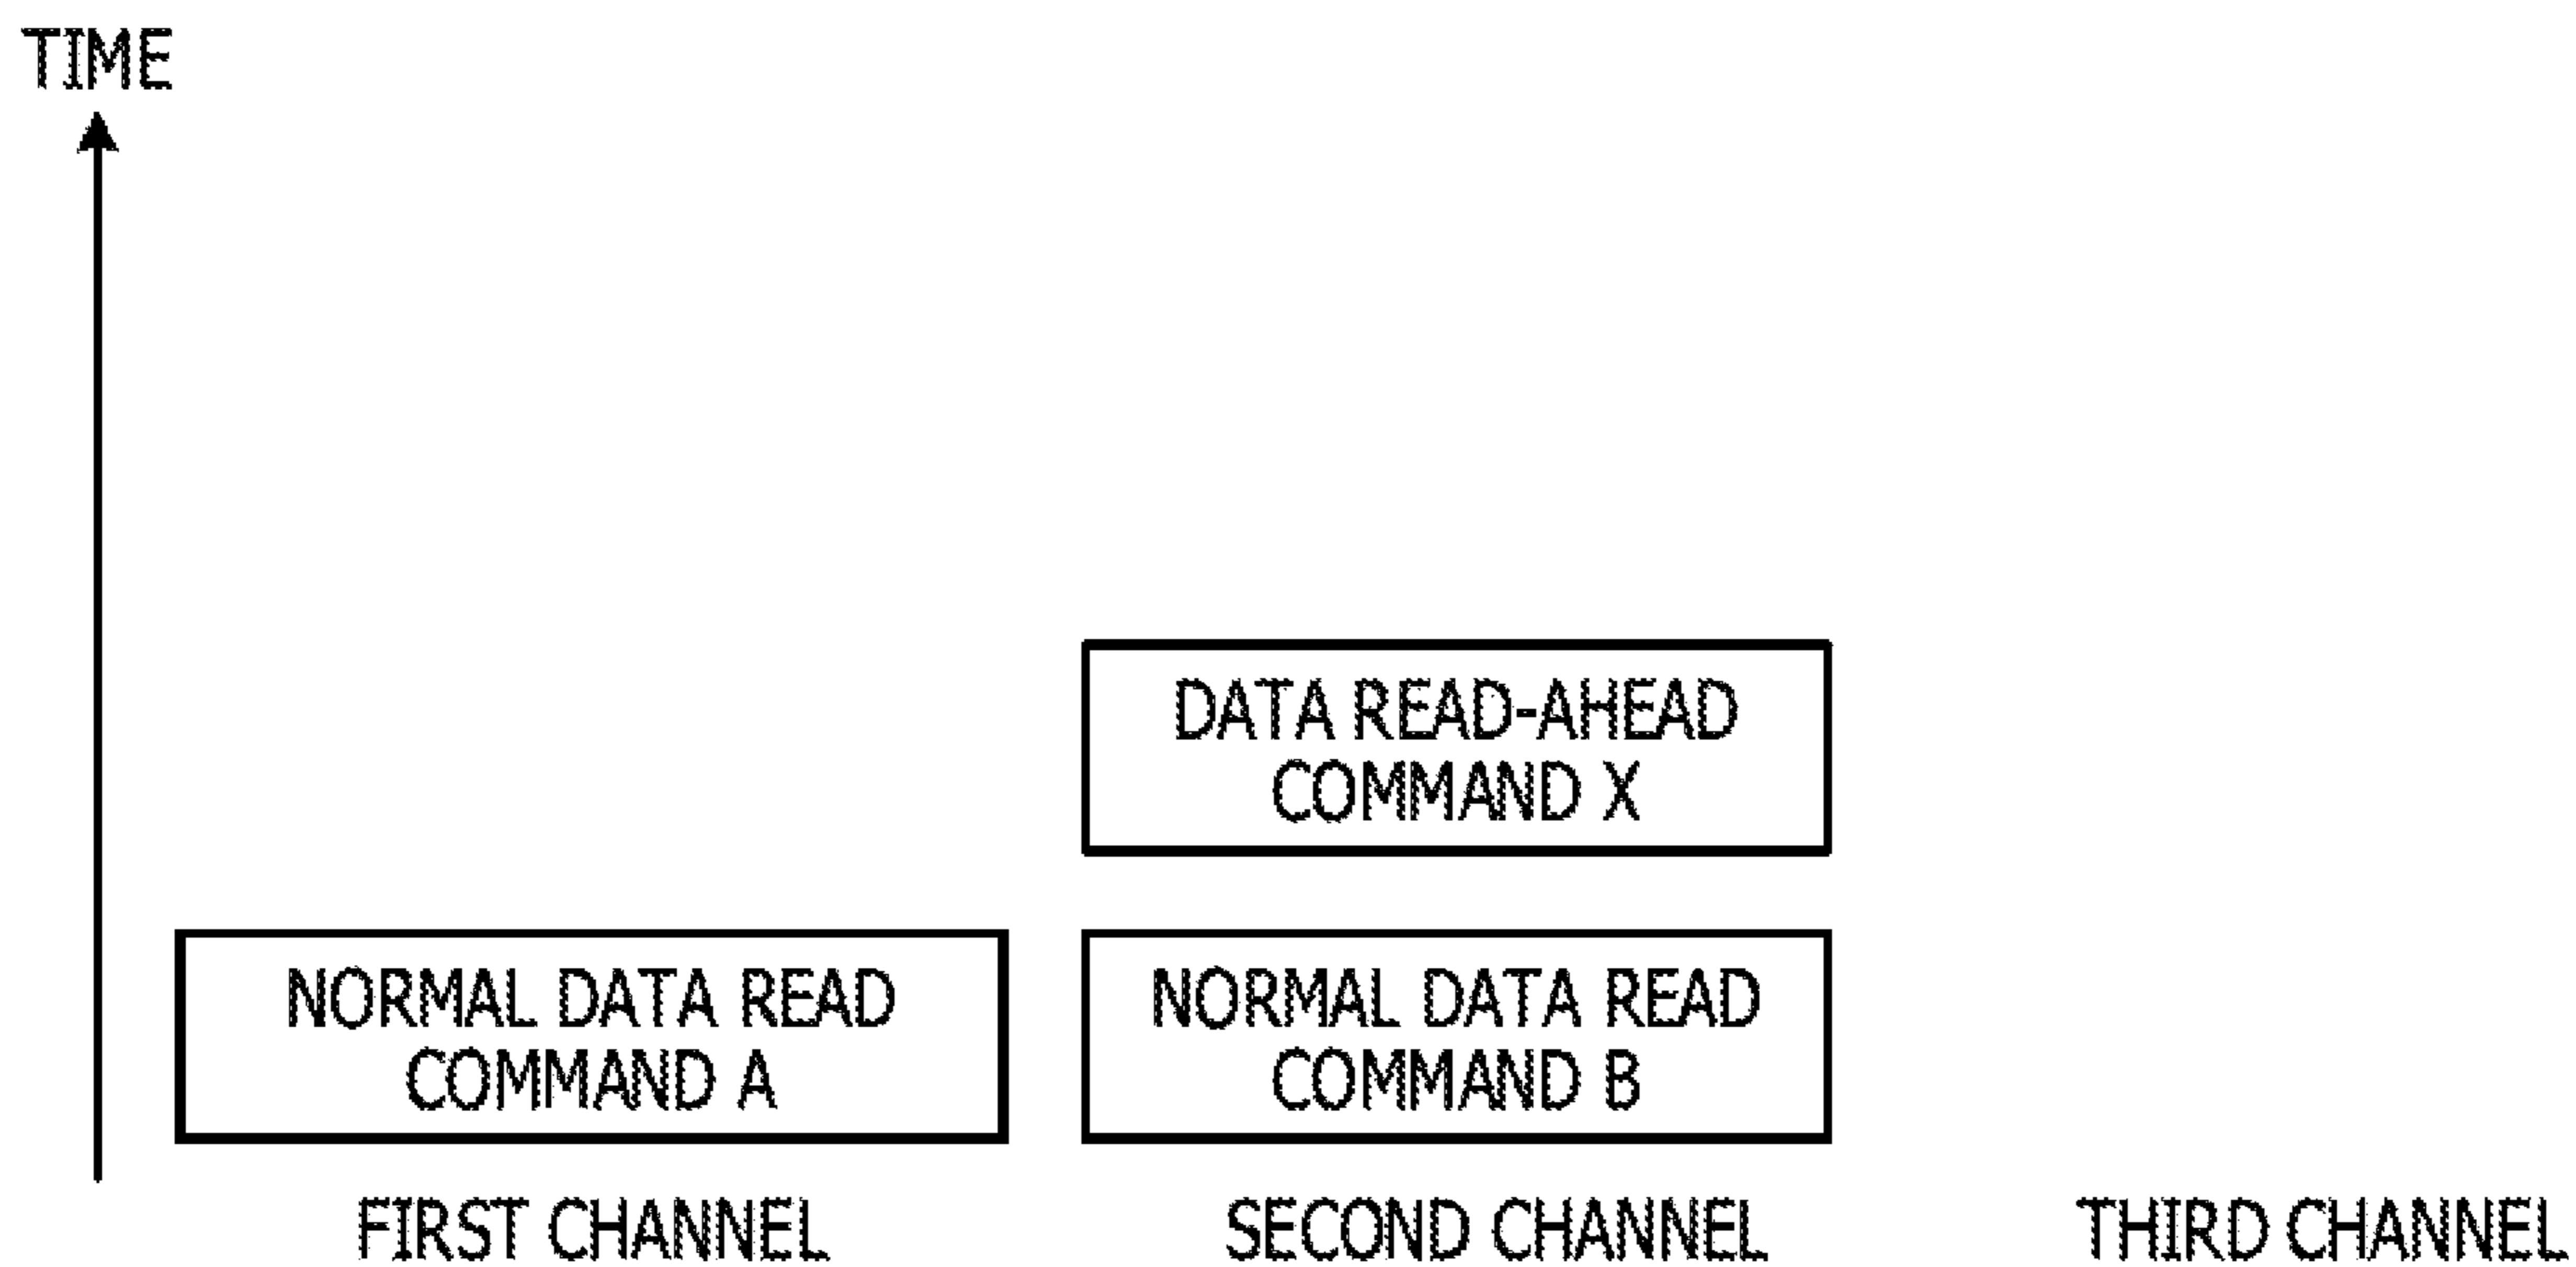 TIME
DATA READ-AHEAD
COMMAND X
NORMAL DATA READ
COMMAND A
NORMAL DATA READ
COMMAND B
FIRST CHANNEL
SECOND CHANNEL
THIRD CHANNEL